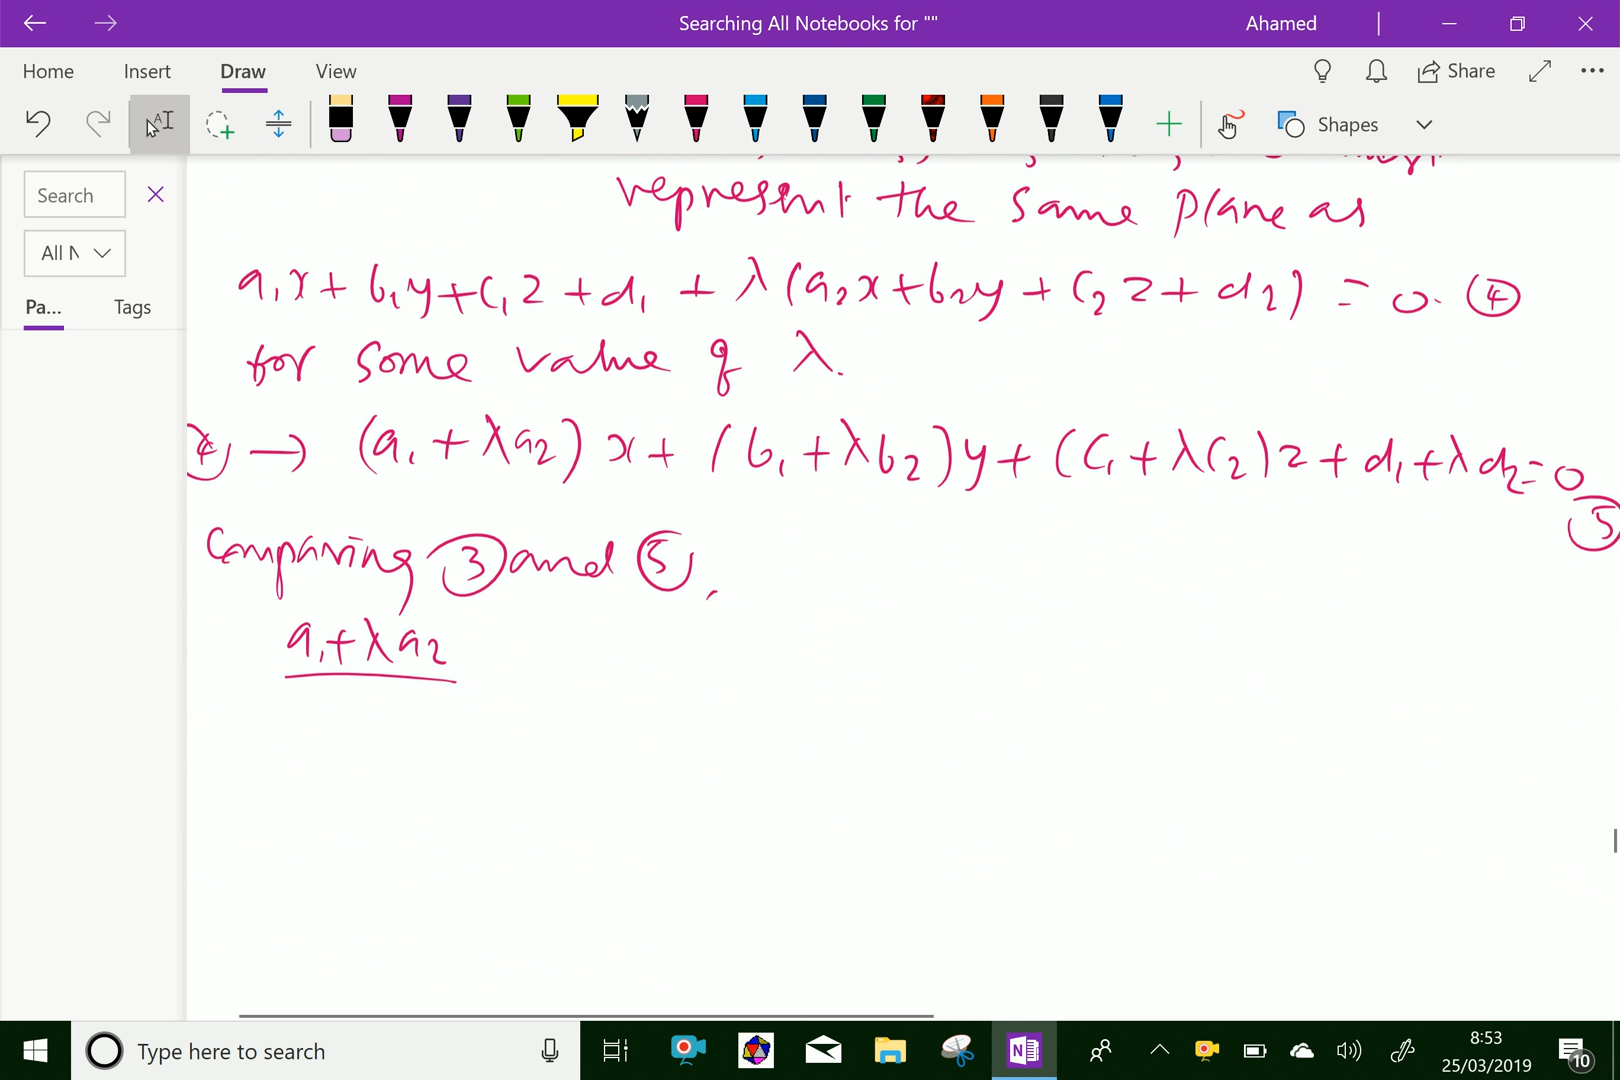 Searching All Notebooks for ""
Ahamed
Home Insert Draw View
Share
Shapes
Search
All N
Pa... Tags
represent the same plane as
a₁x + b₁y + c₁z + d₁ + λ(a₂x + b₂y + c₂z + d₂) = 0. ④
for some value of λ.
④ → (a₁ + λa₂)x + (b₁ + λb₂)y + (c₁ + λc₂)z + d₁ + λd₂ = 0
⑤
Comparing ③ and ⑤,
a₁ + λa₂
Type here to search
8:53
25/03/2019
10